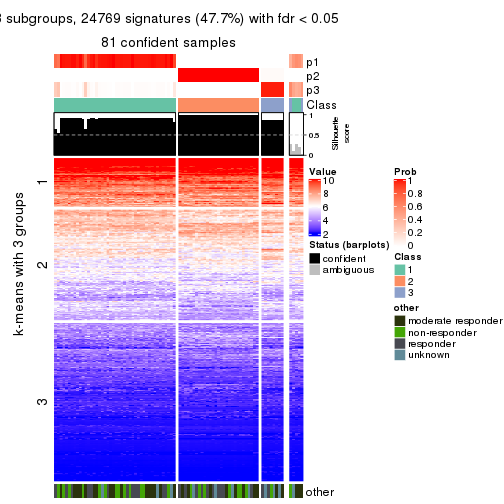 3 subgroups, 24769 signatures (47.7%) with fdr < 0.05
81 confident samples
p1
p2
p3
Class
1
0.5
0
Silhouette
score
k-means with 3 groups
1
2
3
other
Value
10
8
6
4
2
Status (barplots)
confident
ambiguous
Prob
1
0.8
0.6
0.4
0.2
0
Class
1
2
3
other
moderate responder
non-responder
responder
unknown